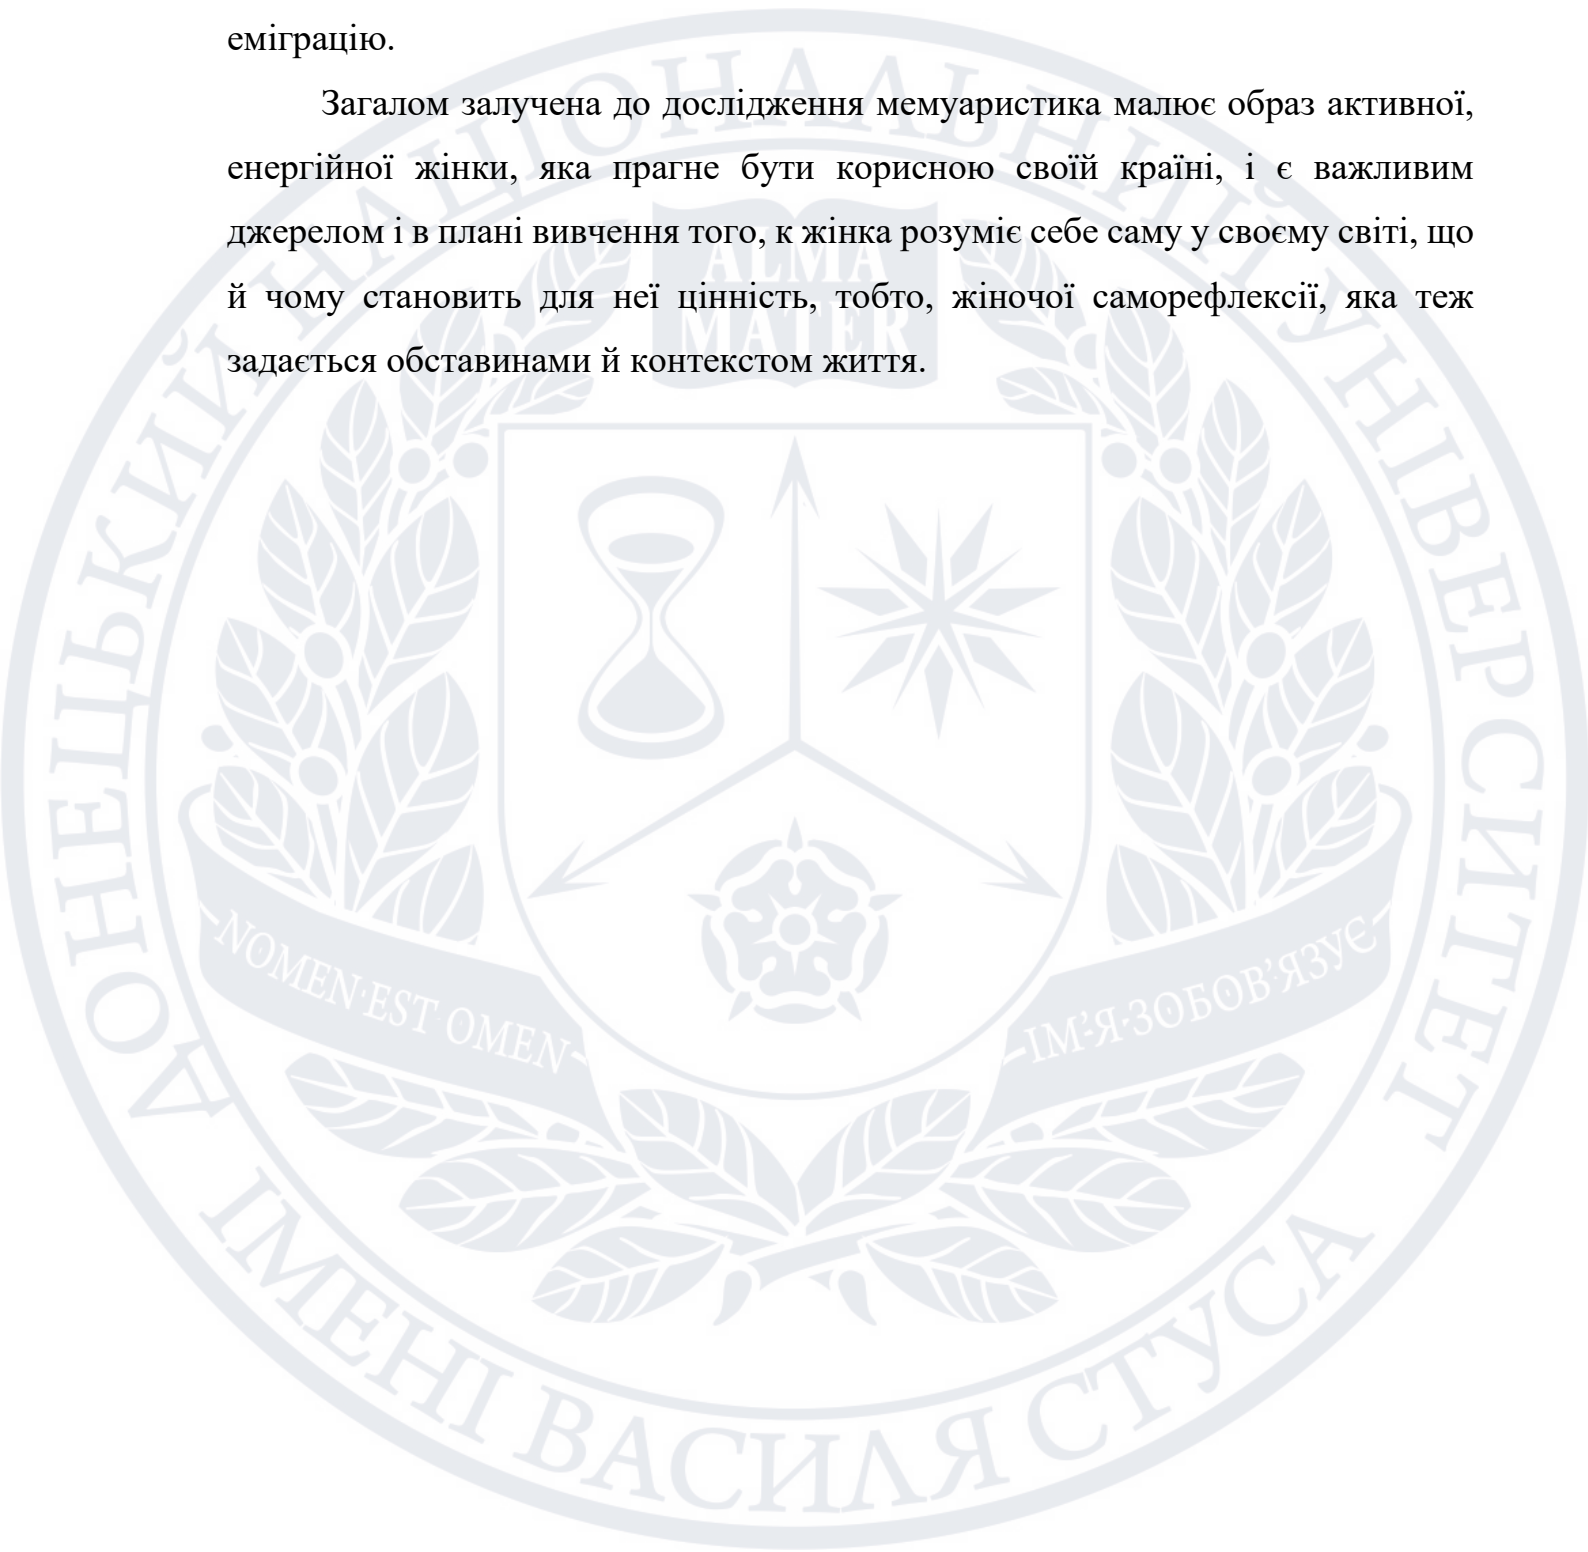 еміграцію.
Загалом залучена до дослідження мемуаристика малює образ активної,
енергійної жінки, яка прагне бути корисною своїй країні, і є важливим
джерелом і в плані вивчення того, к жінка розуміє себе саму у своєму світі, що
й чому становить для неї цінність, тобто, жіночої саморефлексії, яка теж
задається обставинами й контекстом життя.
ДОНЕЦЬКИЙ НАЦІОНАЛЬНИЙ УНІВЕРСИТЕТ
ІМЕНІ ВАСИЛЯ СТУСА
ALMA
MATER
NOMEN·EST·OMEN
ІМ'Я·ЗОБОВ'ЯЗУЄ